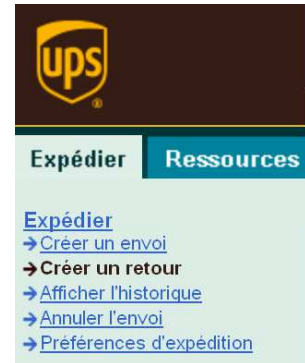 ups
Expédier Ressources
Expédier
→Créer un envoi
→Créer un retour
→Afficher l'historique
→Annuler l'envoi
→Préférences d'expédition